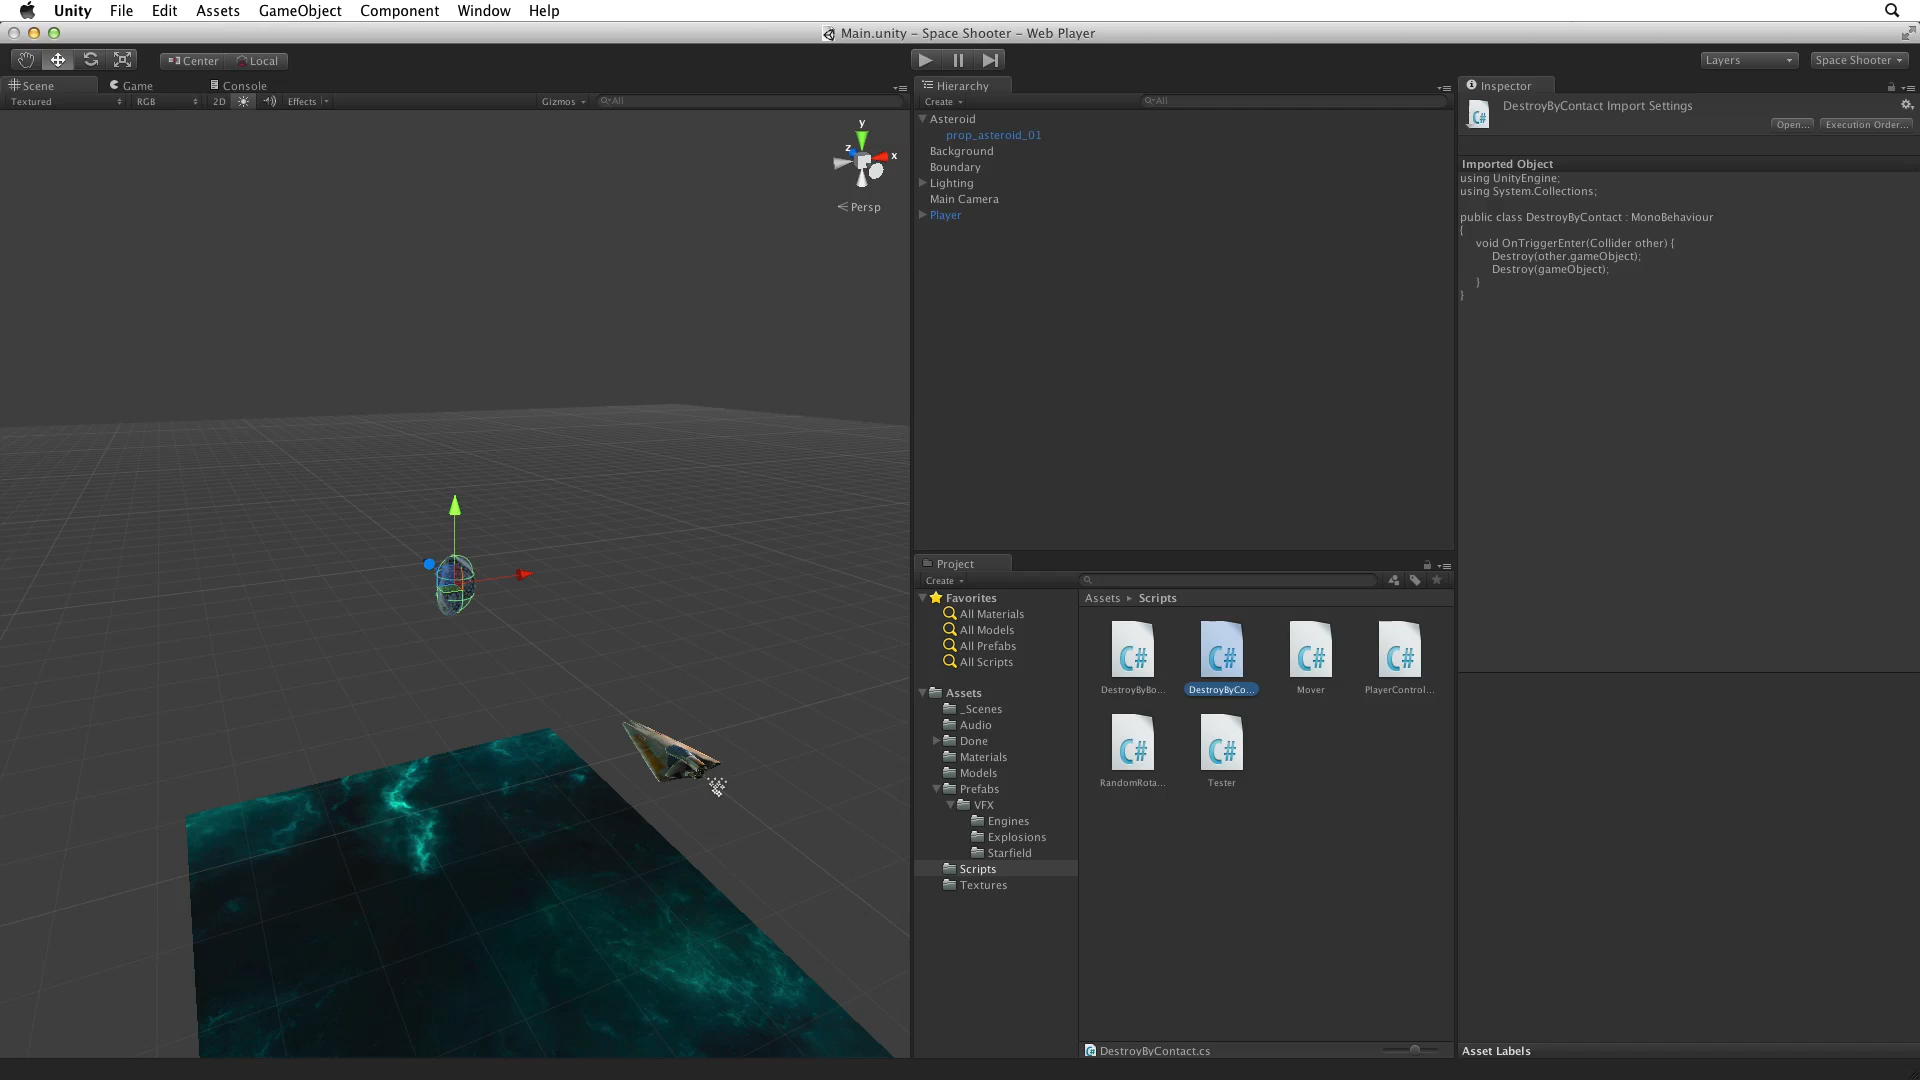 Unity File Edit Assets GameObject Component Window Help
Main.unity – Space Shooter – Web Player
Center Local Layers Space Shooter
Scene Game Console
Textured RGB 2D Effects Gizmos All
y
z x
Persp
Hierarchy
Create All
Asteroid
prop_asteroid_01
Background
Boundary
Lighting
Main Camera
Player
Project
Create
Favorites
All Materials
All Models
All Prefabs
All Scripts
Assets
_Scenes
Audio
Done
Materials
Models
Prefabs
VFX
Engines
Explosions
Starfield
Scripts
Textures
Assets Scripts
C# C# C# C#
DestroyByBo... DestroyByCo... Mover PlayerControl...
C# C#
RandomRota... Tester
DestroyByContact.cs
Inspector
C# DestroyByContact Import Settings
Open... Execution Order...
Imported Object
using UnityEngine;
using System.Collections;
public class DestroyByContact : MonoBehaviour
{
void OnTriggerEnter(Collider other) {
Destroy(other.gameObject);
Destroy(gameObject);
}
}
Asset Labels